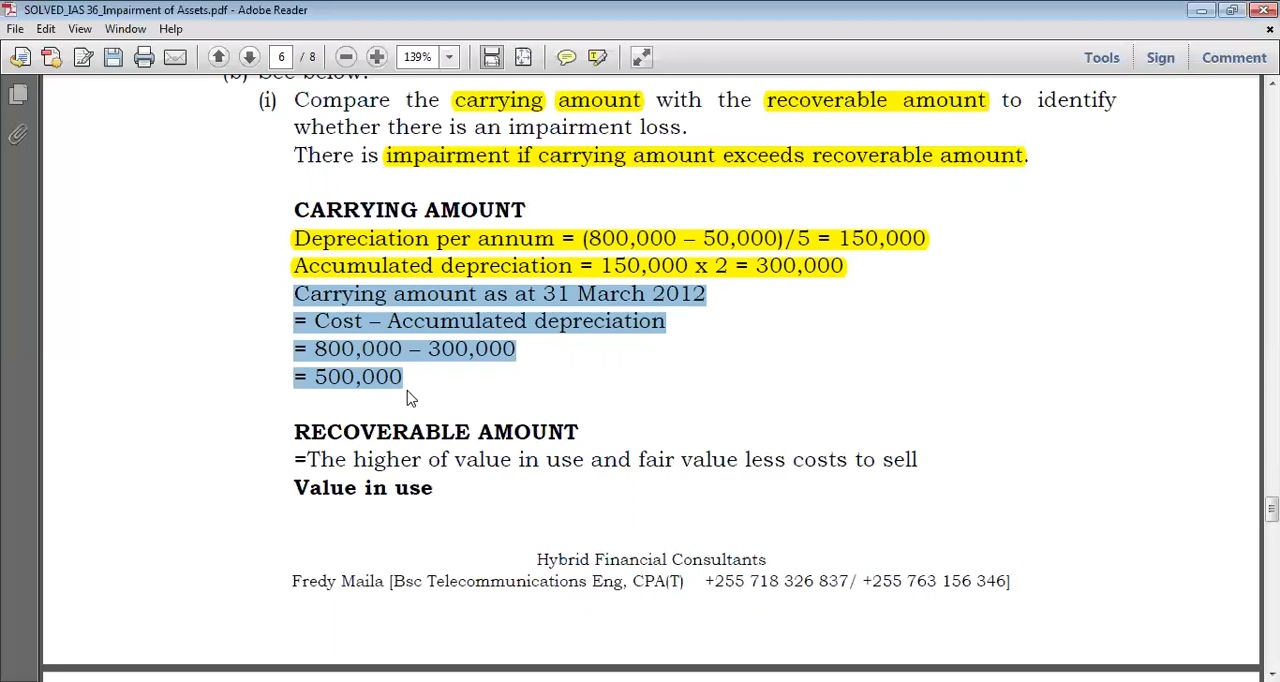 SOLVED_IAS 36_Impairment of Assets.pdf - Adobe Reader
File Edit View Window Help
6 / 8 139% Tools Sign Comment
(b) See below.
(i) Compare the carrying amount with the recoverable amount to identify
whether there is an impairment loss.
There is impairment if carrying amount exceeds recoverable amount.
CARRYING AMOUNT
Depreciation per annum = (800,000 – 50,000)/5 = 150,000
Accumulated depreciation = 150,000 x 2 = 300,000
Carrying amount as at 31 March 2012
= Cost – Accumulated depreciation
= 800,000 – 300,000
= 500,000
RECOVERABLE AMOUNT
=The higher of value in use and fair value less costs to sell
Value in use
Hybrid Financial Consultants
Fredy Maila [Bsc Telecommunications Eng, CPA(T) +255 718 326 837/ +255 763 156 346]